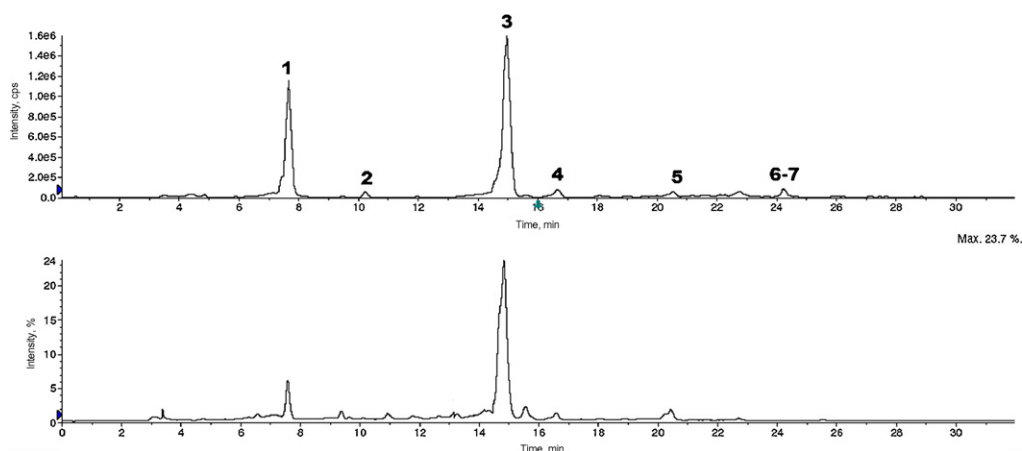 3
1
2
4
5
6-7
Intensity, cps
1.6e6
1.4e6
1.2e6
1.0e6
8.0e5
6.0e5
4.0e5
2.0e5
0.0
2 4 6 8 10 12 14 16 18 20 22 24 26 28 30
Time, min
Max. 23.7 %.
Intensity, %
24
20
15
10
5
0
0 2 4 6 8 10 12 14 16 18 20 22 24 26 28 30
Time, min